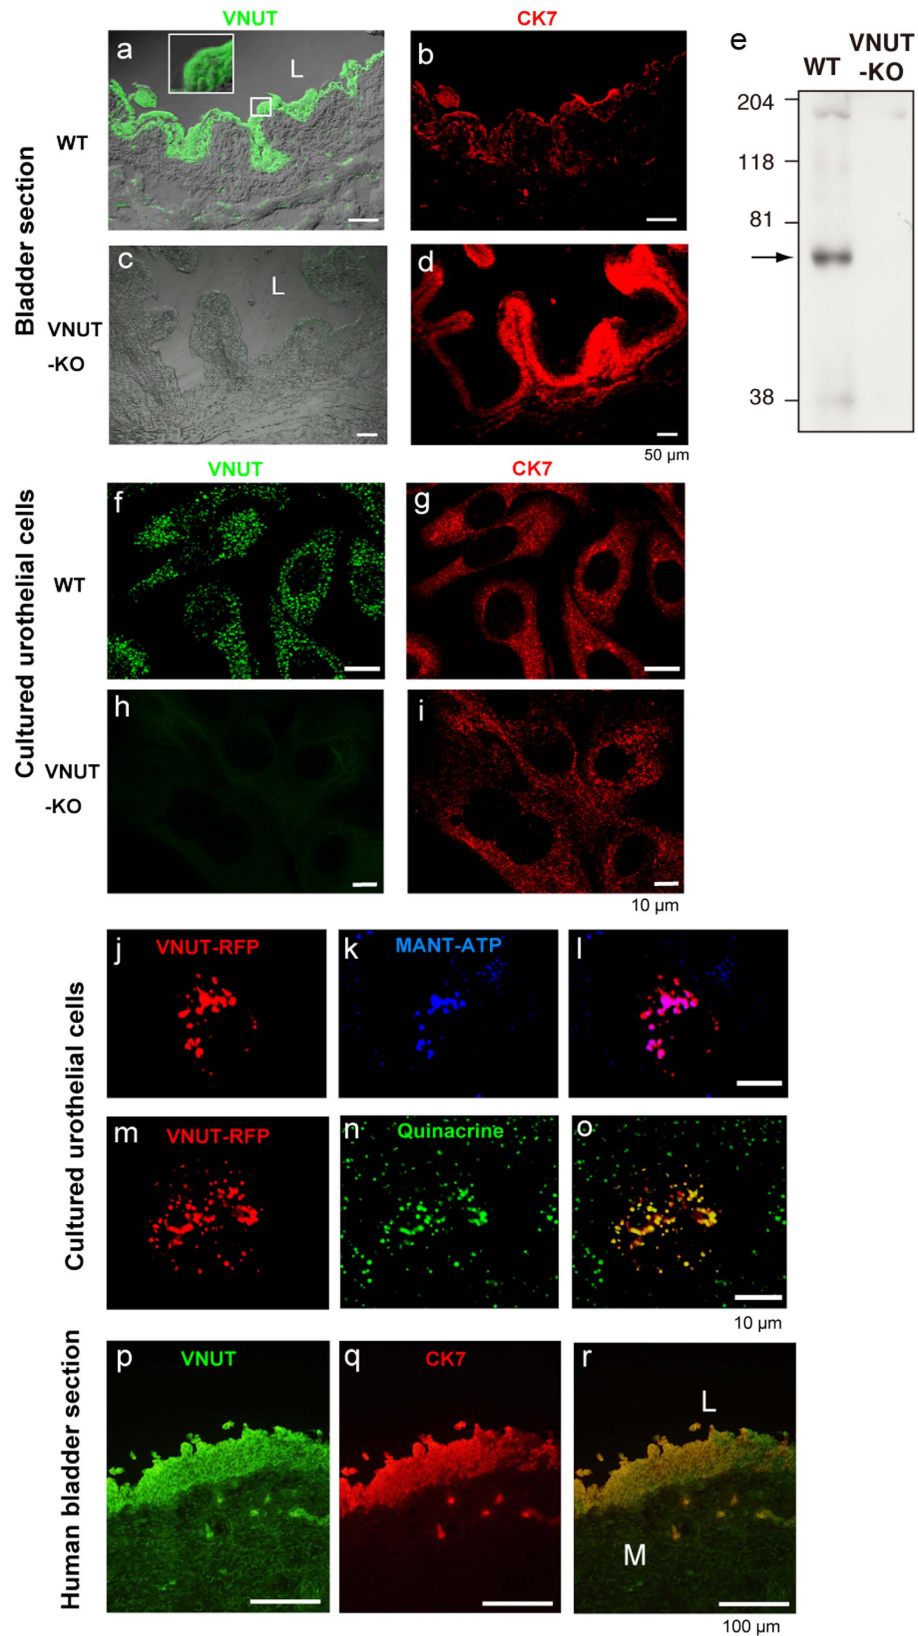 VNUT CK7
a L b
WT
Bladder section
c L d
VNUT
-KO
50 µm
e WT VNUT
-KO
204
118
81
38
VNUT CK7
f g
WT
Cultured urothelial cells
h i
VNUT
-KO
10 µm
j VNUT-RFP k MANT-ATP l
Cultured urothelial cells
m VNUT-RFP n Quinacrine o
10 µm
p VNUT q CK7 r
L
Human bladder section
M
100 µm